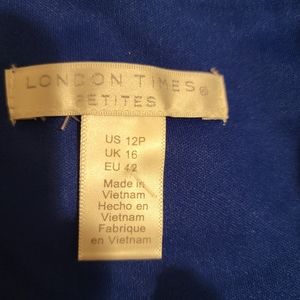 LONDON TIMES®
PETITES
US 12P
UK 16
EU 42
Made in
Vietnam
Hecho en
Vietnam
Fabrique
en Vietnam